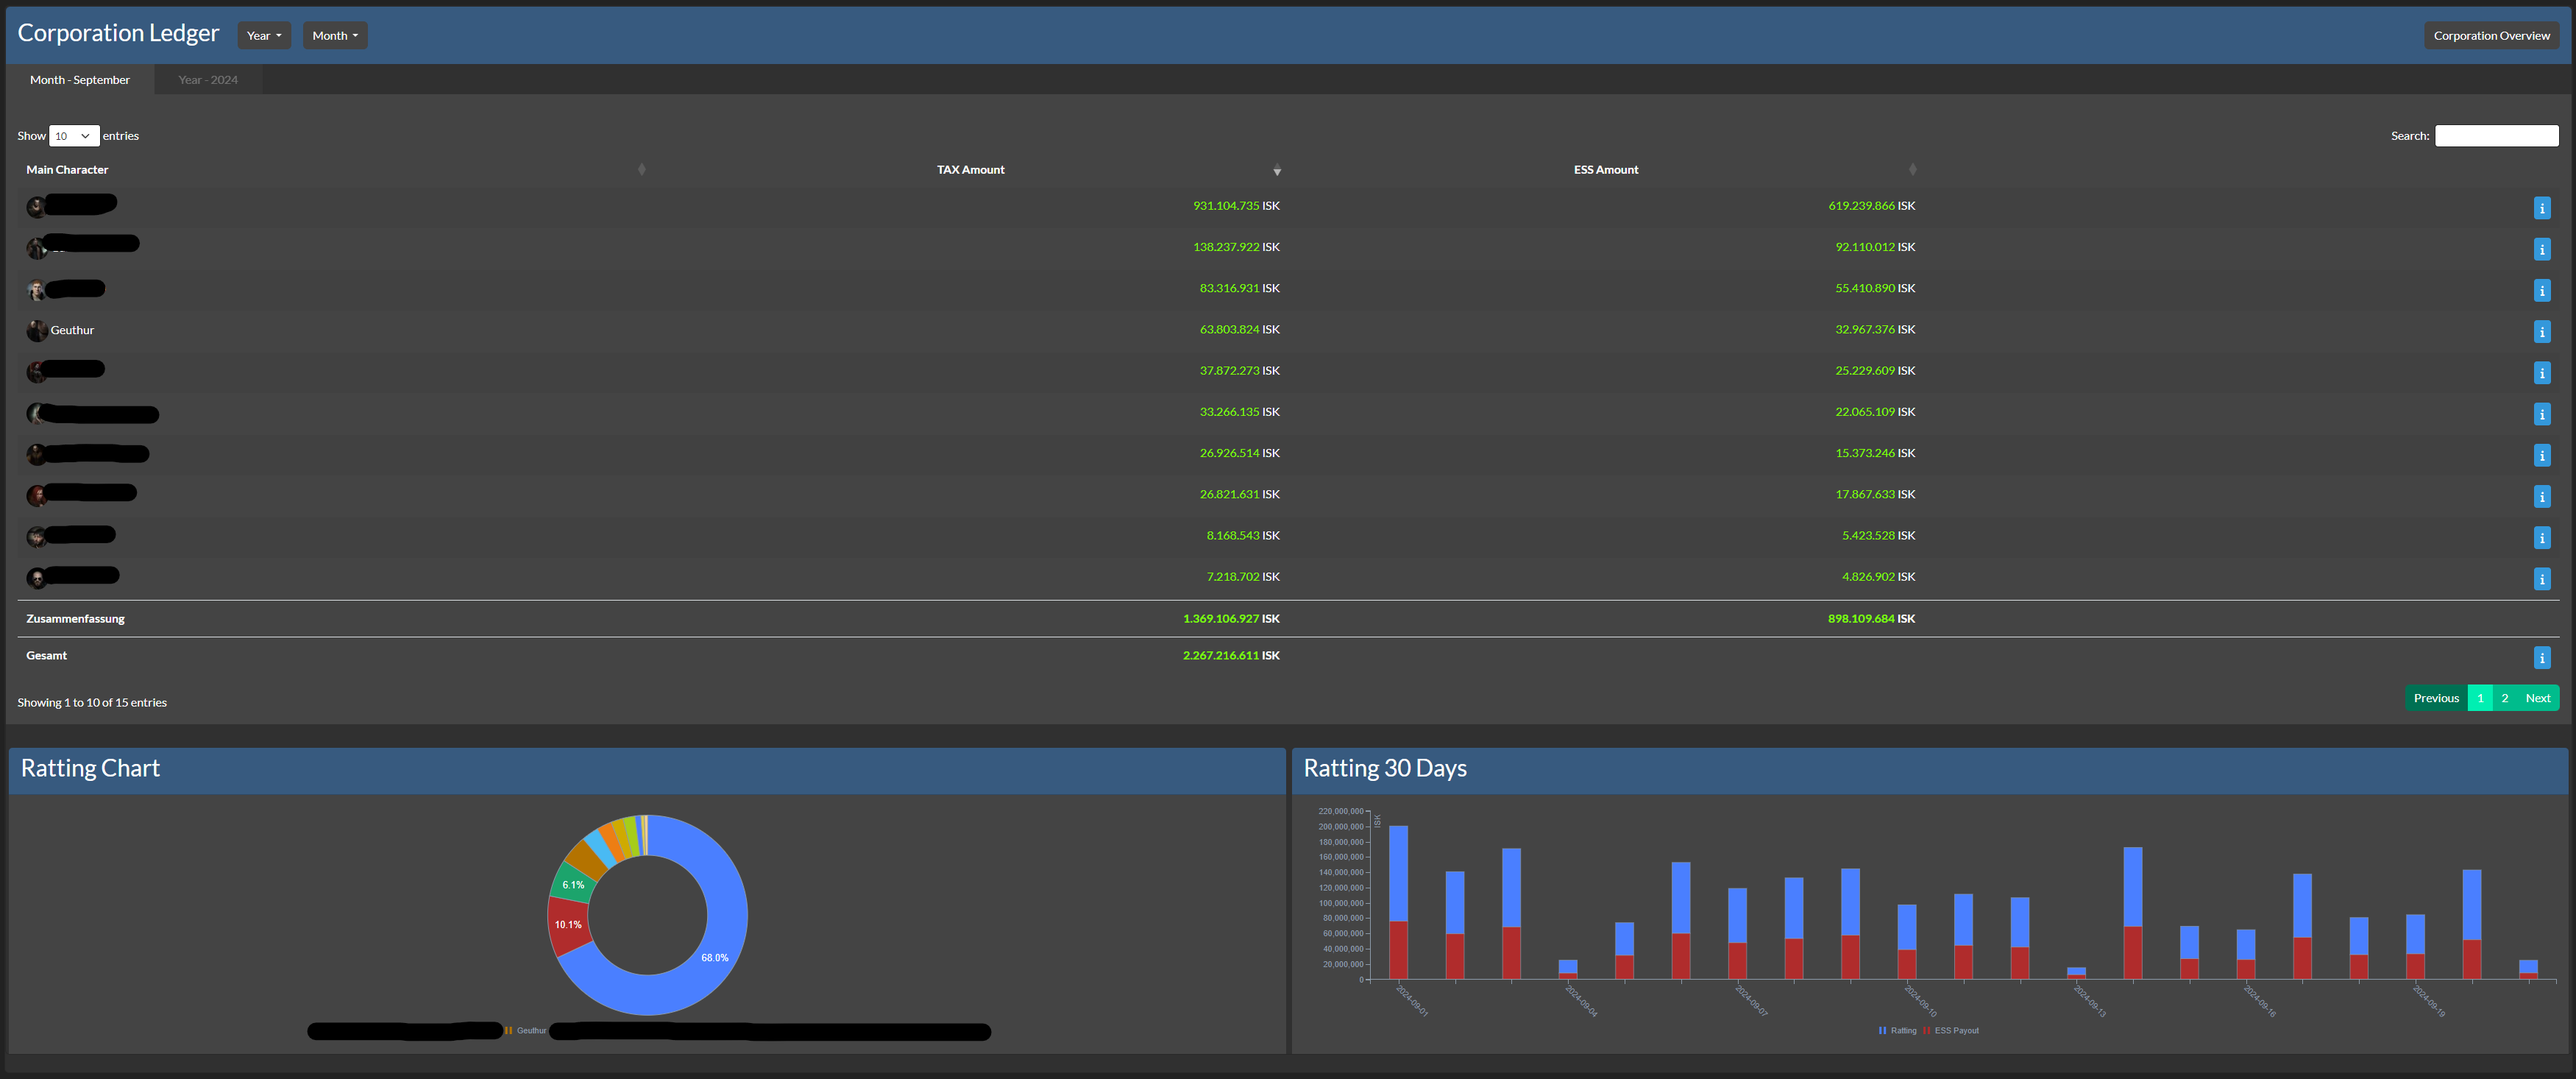 Corporation Ledger Year Month Corporation Overview
Month - September Year - 2024
Show 10 entries Search:
Main Character TAX Amount ESS Amount
931.104.735 ISK 619.239.866 ISK
138.237.922 ISK 92.110.012 ISK
83.316.931 ISK 55.410.890 ISK
Geuthur 63.803.824 ISK 32.967.376 ISK
37.872.273 ISK 25.229.609 ISK
33.266.135 ISK 22.065.109 ISK
26.926.514 ISK 15.373.246 ISK
26.821.631 ISK 17.867.633 ISK
8.168.543 ISK 5.423.528 ISK
7.218.702 ISK 4.826.902 ISK
Zusammenfassung 1.369.106.927 ISK 898.109.684 ISK
Gesamt 2.267.216.611 ISK
Showing 1 to 10 of 15 entries Previous 1 2 Next
Ratting Chart
6.1%
10.1%
68.0%
Geuthur
Ratting 30 Days
ISK
220,000,000
200,000,000
180,000,000
160,000,000
140,000,000
120,000,000
100,000,000
80,000,000
60,000,000
40,000,000
20,000,000
0
2024-09-01 2024-09-04 2024-09-07 2024-09-10 2024-09-13 2024-09-16 2024-09-19
Ratting ESS Payout